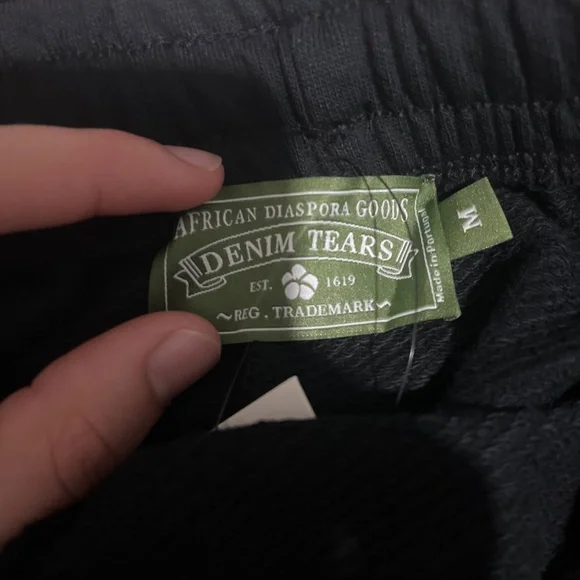 AFRICAN DIASPORA GOODS
DENIM TEARS
EST. 1619
~REG. TRADEMARK~
Made in Portugal
M